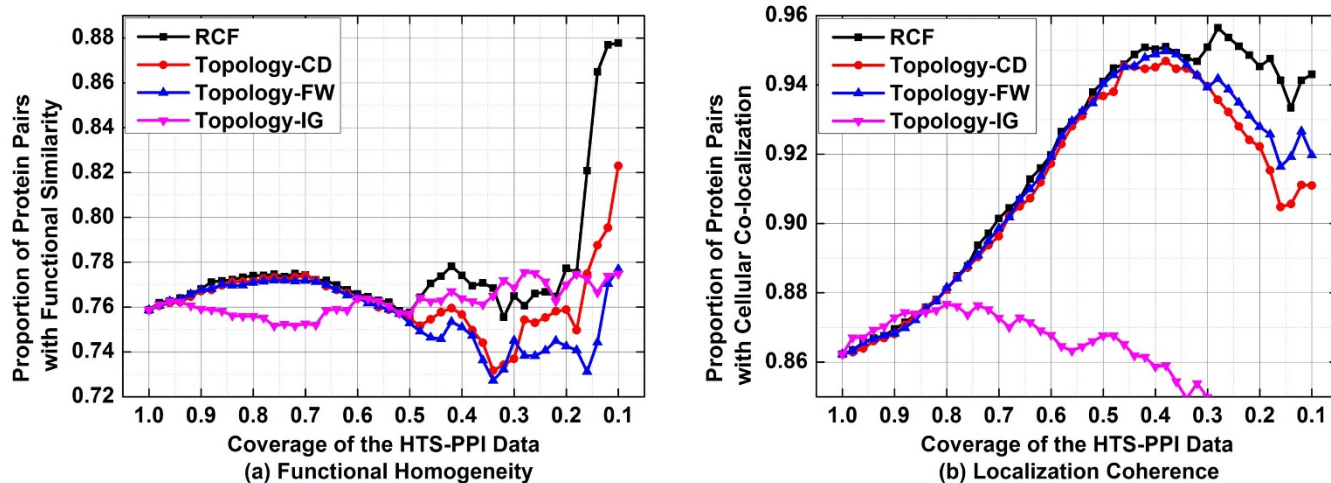 Proportion of Protein Pairs
with Functional Similarity
0.88
0.86
0.84
0.82
0.80
0.78
0.76
0.74
0.72
RCF
Topology-CD
Topology-FW
Topology-IG
1.0 0.9 0.8 0.7 0.6 0.5 0.4 0.3 0.2 0.1
Coverage of the HTS-PPI Data
(a) Functional Homogeneity
Proportion of Protein Pairs
with Cellular Co-localization
0.96
0.94
0.92
0.90
0.88
0.86
RCF
Topology-CD
Topology-FW
Topology-IG
1.0 0.9 0.8 0.7 0.6 0.5 0.4 0.3 0.2 0.1
Coverage of the HTS-PPI Data
(b) Localization Coherence